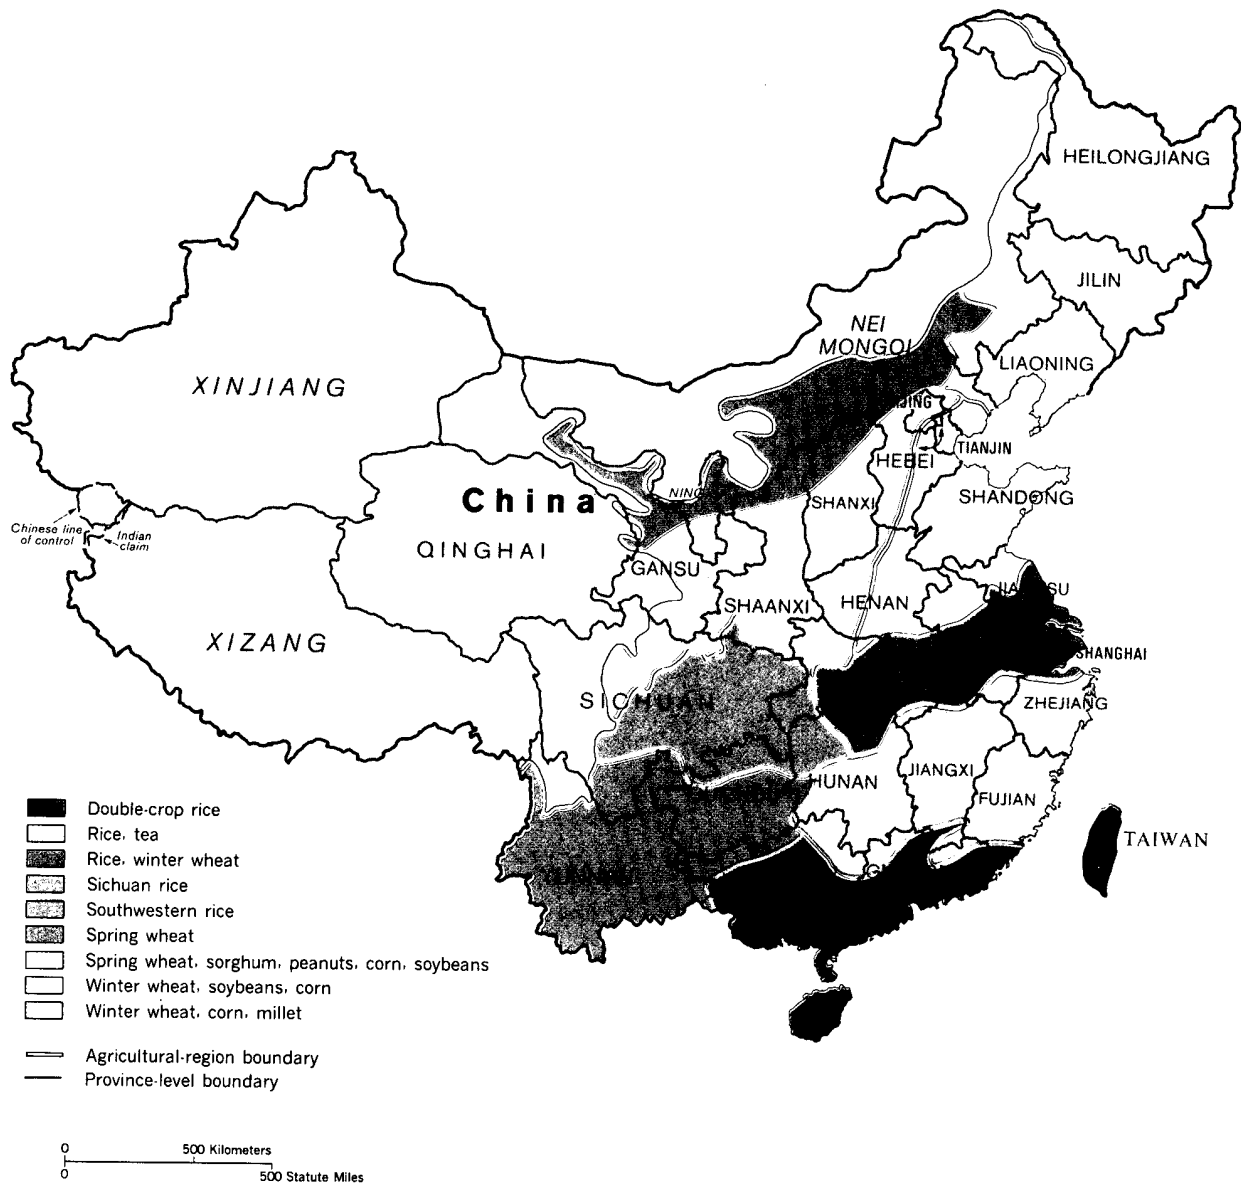 HEILONGJIANG
JILIN
NEI
MONGOL
LIAONING
XINJIANG
TIANJIN
HEBEI
China
SHANXI
SHANDONG
Chinese line
of control
Indian
claim
QINGHAI
GANSU
SHAANXI
HENAN
XIZANG
SHANGHAI
SICHUAN
ZHEJIANG
HUNAN
JIANGXI
FUJIAN
TAIWAN
Double-crop rice
Rice, tea
Rice, winter wheat
Sichuan rice
Southwestern rice
Spring wheat
Spring wheat, sorghum, peanuts, corn, soybeans
Winter wheat, soybeans, corn
Winter wheat, corn, millet
Agricultural-region boundary
Province-level boundary
0 500 Kilometers
0 500 Statute Miles